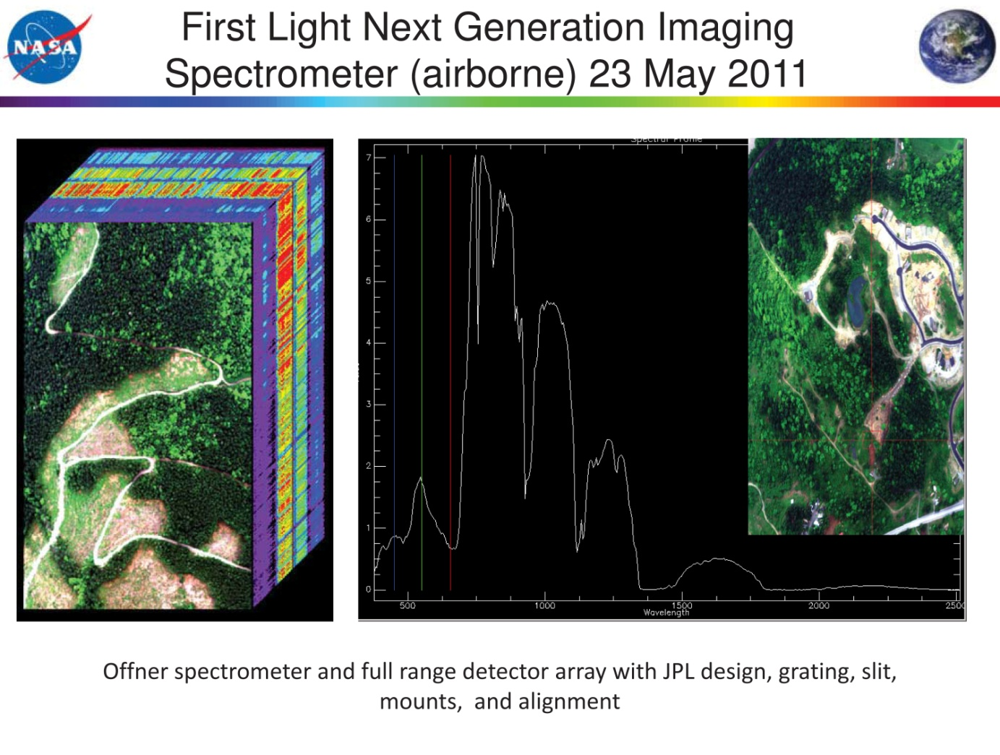 NASA
First Light Next Generation Imaging
Spectrometer (airborne) 23 May 2011
Spectral Profile
7
6
5
4
3
2
1
0
500
1000
1500
2000
2500
Wavelength
Offner spectrometer and full range detector array with JPL design, grating, slit,
mounts, and alignment